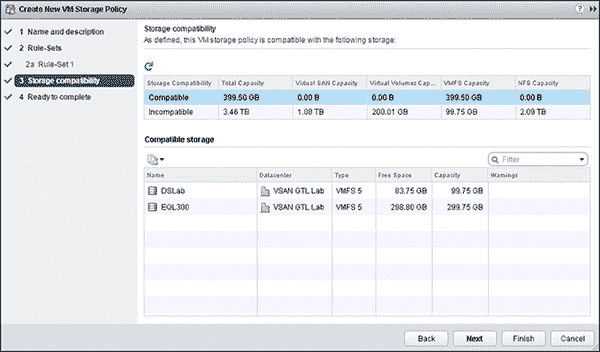 Create New VM Storage Policy
1 Name and description
2 Rule-Sets
2a Rule-Set 1
3 Storage compatibility
4 Ready to complete
Storage compatibility
As defined, this VM storage policy is compatible with the following storage:
Storage Compatibility Total Capacity Virtual SAN Capacity Virtual Volumes Cap... VMFS Capacity NFS Capacity
Compatible 399.50 GB 0.00 B 0.00 B 399.50 GB 0.00 B
Incompatible 3.46 TB 1.08 TB 200.01 GB 99.75 GB 2.09 TB
Compatible storage
Filter
Name Datacenter Type Free Space Capacity Warnings
DSLab VSAN GTL Lab VMFS 5 83.75 GB 99.75 GB
EQL300 VSAN GTL Lab VMFS 5 298.80 GB 299.75 GB
Back Next Finish Cancel